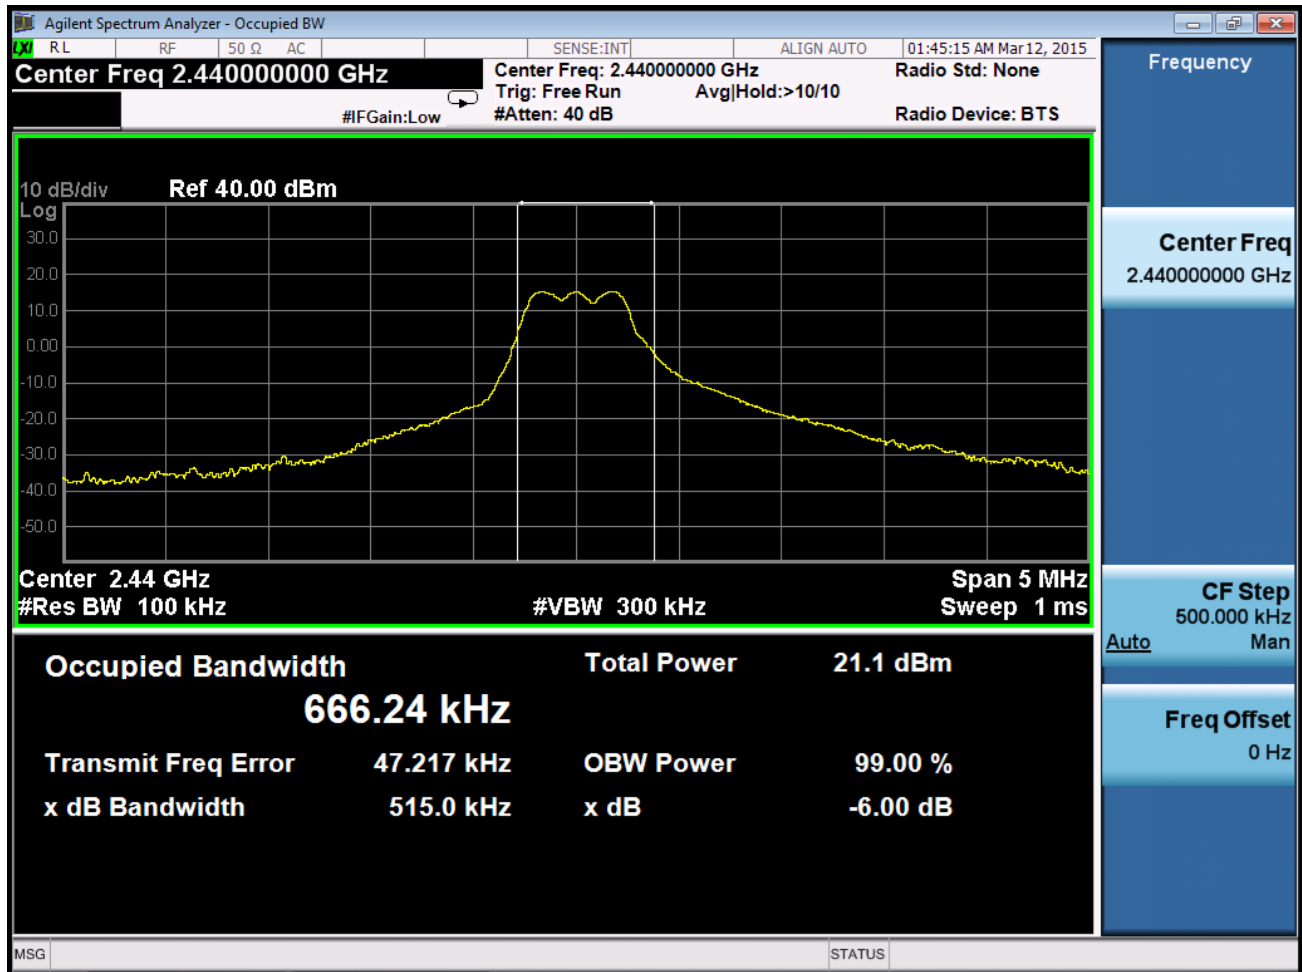 Agilent Spectrum Analyzer - Occupied BW
LXI RL RF 50 Ω AC SENSE:INT ALIGN AUTO 01:45:15 AM Mar 12, 2015
Center Freq 2.440000000 GHz
Center Freq: 2.440000000 GHz
Radio Std: None
Trig: Free Run Avg|Hold:>10/10
#IFGain:Low
#Atten: 40 dB
Radio Device: BTS
10 dB/div Ref 40.00 dBm
Log
30.0
20.0
10.0
0.00
-10.0
-20.0
-30.0
-40.0
-50.0
Center 2.44 GHz Span 5 MHz
#Res BW 100 kHz #VBW 300 kHz Sweep 1 ms
Occupied Bandwidth Total Power 21.1 dBm
666.24 kHz
Transmit Freq Error 47.217 kHz OBW Power 99.00 %
x dB Bandwidth 515.0 kHz x dB -6.00 dB
Frequency
Center Freq
2.440000000 GHz
CF Step
500.000 kHz
Auto Man
Freq Offset
0 Hz
MSG STATUS